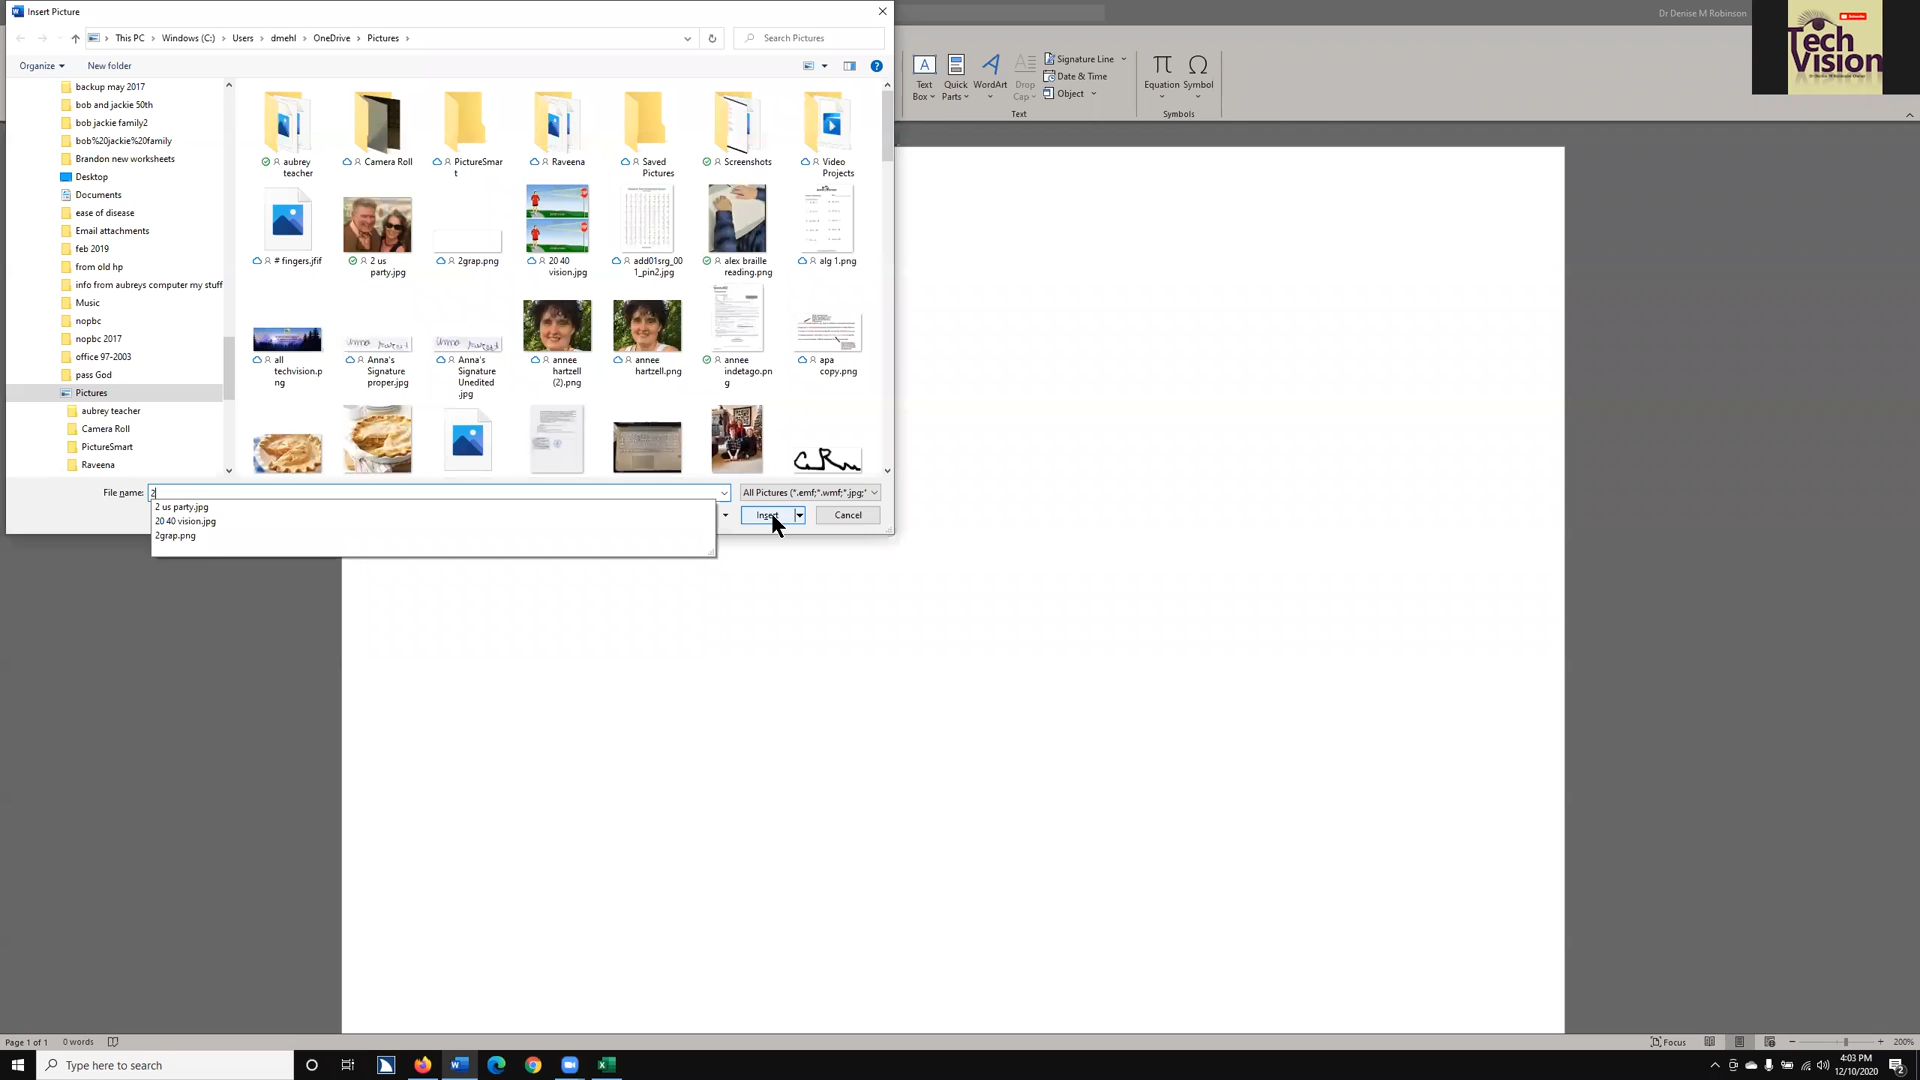 Insert Picture
Dr Denise M Robinson
This PC > Windows (C:) > Users > dmehl > OneDrive > Pictures >
Search Pictures
Organize
New folder
backup may 2017
bob and jackie 50th
bob jackie family2
bob%20jackie%20family
Brandon new worksheets
Desktop
Documents
ease of disease
Email attachments
feb 2019
from old hp
info from aubreys computer my stuff
Music
nopbc
nopbc 2017
office 97-2003
pass God
Pictures
aubrey teacher
Camera Roll
PictureSmart
Raveena
aubrey
teacher
Camera Roll
PictureSmar
t
Raveena
Saved
Pictures
Screenshots
Video
Projects
# fingers.jfif
2 us
party.jpg
2grap.png
20 40
vision.jpg
add01srg_00
1_pin2.jpg
alex braille
reading.png
alg 1.png
all
techvision.p
ng
Anna's
Signature
proper.jpg
Anna's
Signature
Unedited
.jpg
annee
hartzell
(2).png
annee
hartzell.png
annee
indetago.pn
g
apa
copy.png
File name: 2
All Pictures (*.emf;*.wmf;*.jpg;*
2 us party.jpg
20 40 vision.jpg
2grap.png
Insert
Cancel
Text
Box
Quick
Parts
WordArt
Drop
Cap
Signature Line
Date & Time
Object
Text
Equation
Symbol
Symbols
Tech
Vision
Page 1 of 1
0 words
Focus
200%
Type here to search
4:03 PM
12/10/2020
2